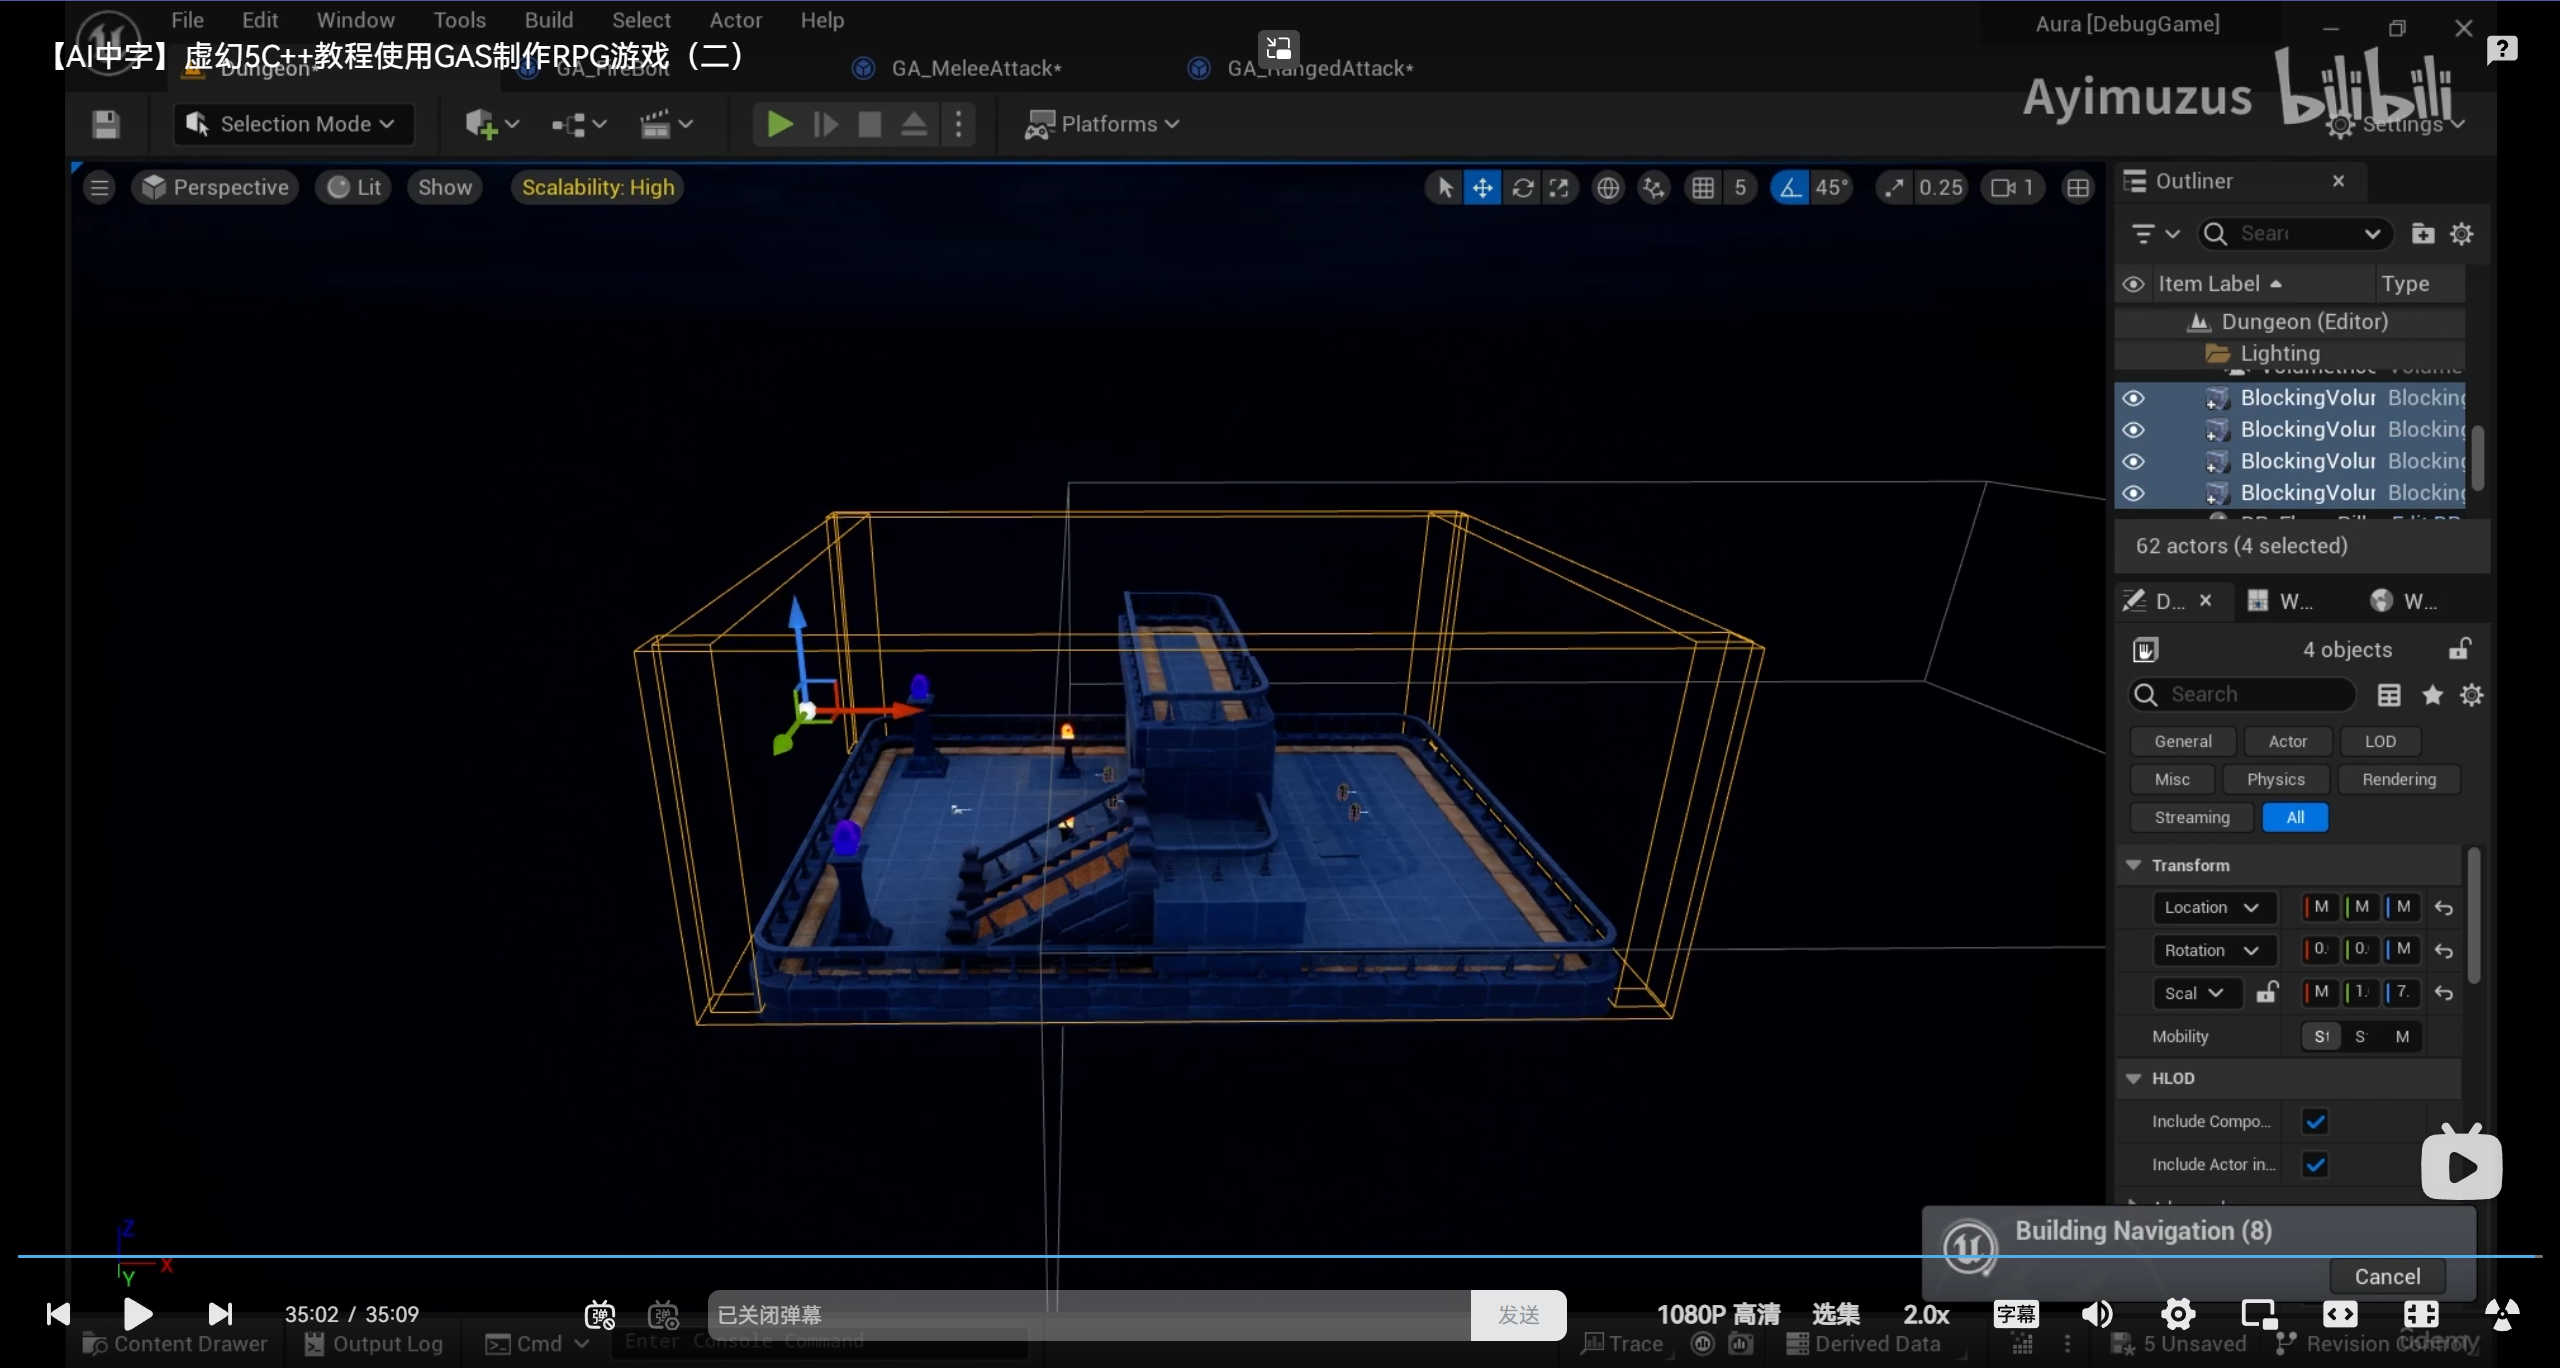 File Edit Window Tools Build Select Actor Help
Aura [DebugGame]
【AI中字】虚幻5C++教程使用GAS制作RPG游戏（二）
Dungeon*
GA_FireBolt
GA_MeleeAttack*
GA_RangedAttack*
Ayimuzus bilibili
Selection Mode
Platforms
Settings
Perspective
Lit
Show
Scalability: High
5
45°
0.25
1
Outliner
Item Label
Type
Dungeon (Editor)
Lighting
BlockingVolur Blocking
BlockingVolur Blocking
BlockingVolur Blocking
BlockingVolur Blocking
62 actors (4 selected)
D... W... W...
4 objects
Search
General Actor LOD
Misc Physics Rendering
Streaming All
Transform
Location M M M
Rotation 0. 0. M
Scal M 1. 7.
Mobility M
HLOD
Include Compo...
Include Actor in...
Building Navigation (8)
Cancel
Z
X
Y
35:02 / 35:09
弹
弹
已关闭弹幕
发送
1080P 高清
选集
2.0x
字幕
Content Drawer
Output Log
Cmd
Enter Console Command
Trace
Derived Data
5 Unsaved
Revision Control
ûdemy